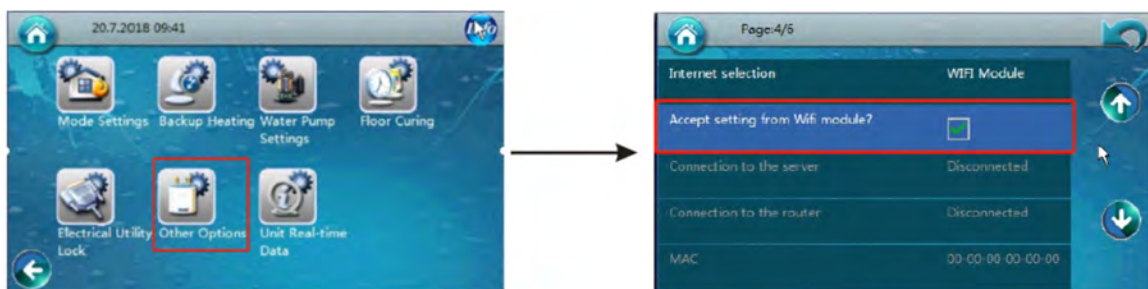 20.7.2018 09:41
Info
Mode Settings
Backup Heating
Water Pump
Settings
Floor Curing
Electrical Utility
Lock
Other Options
Unit Real-time
Data
Page:4/6
Internet selection WIFI Module
Accept setting from Wifi module?
Connection to the server Disconnected
Connection to the router Disconnected
MAC 00-00-00-00-00-00